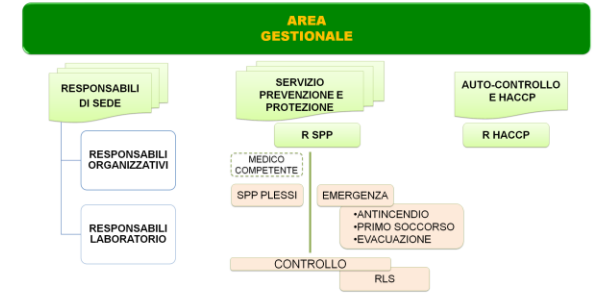 AREA
GESTIONALE
RESPONSABILI
DI SEDE
RESPONSABILI
ORGANIZZATIVI
RESPONSABILI
LABORATORIO
SERVIZIO
PREVENZIONE E
PROTEZIONE
R SPP
MEDICO
COMPETENTE
SPP PLESSI
EMERGENZA
•ANTINCENDIO
•PRIMO SOCCORSO
•EVACUAZIONE
CONTROLLO
RLS
AUTO-CONTROLLO
E HACCP
R HACCP